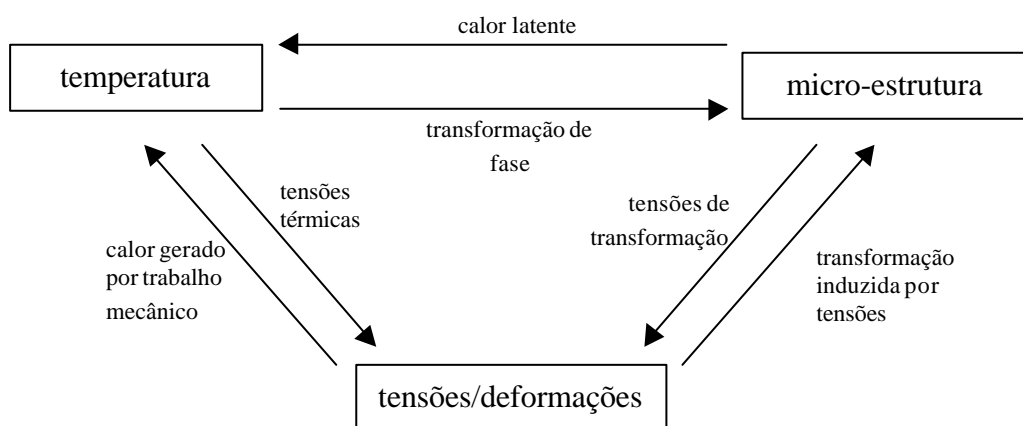 calor latente
temperatura
micro-estrutura
transformação de
fase
tensões
térmicas
tensões de
transformação
calor gerado
por trabalho
mecânico
transformação
induzida por
tensões
tensões/deformações